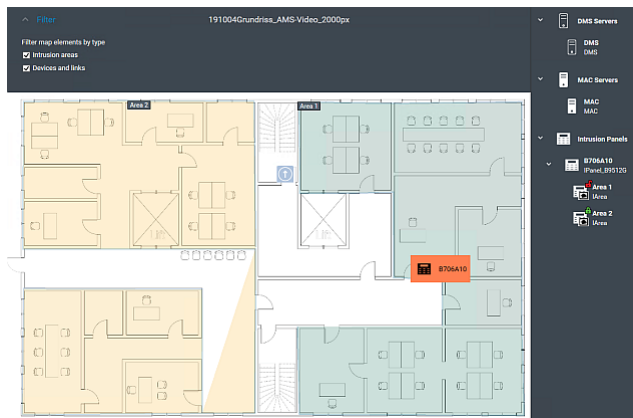 Filter
191004Grundriss_AMS-Video_2000px
Filter map elements by type
Intrusion areas
Devices and links
Area 2
Area 1
B706A10
DMS Servers
DMS
DMS
MAC Servers
MAC
MAC
Intrusion Panels
B706A10
IPanel_B9512G
Area 1
IArea
Area 2
IArea